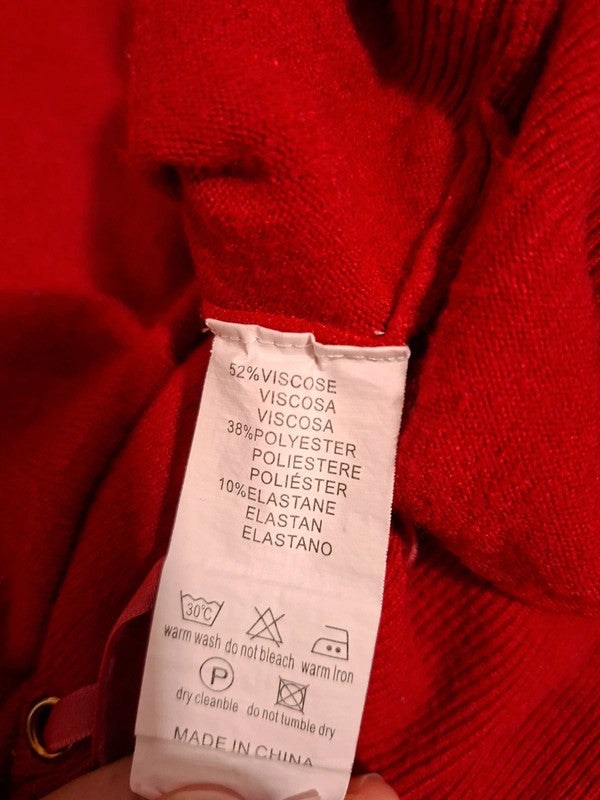 52%VISCOSE
VISCOSA
VISCOSA
38%POLYESTER
POLIESTERE
POLIÉSTER
10%ELASTANE
ELASTAN
ELASTANO
30°C
warm wash do not bleach warm Iron
P
dry cleanble do not tumble dry
MADE IN CHINA